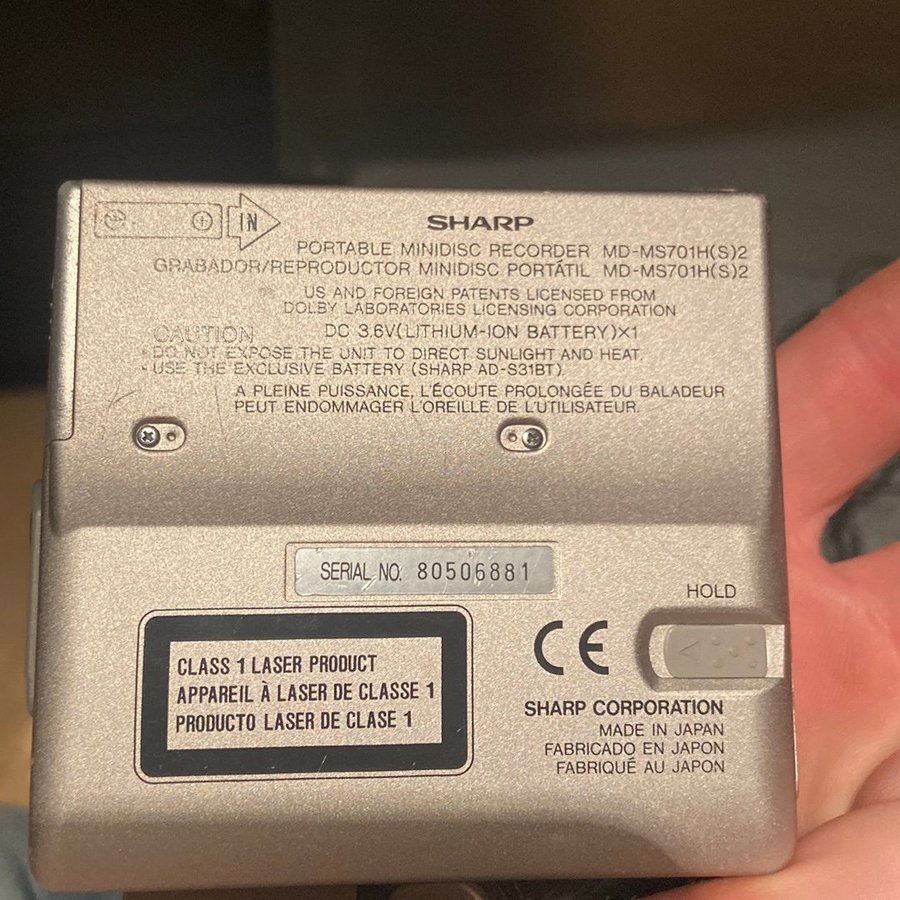 IN
SHARP
PORTABLE MINIDISC RECORDER MD-MS701H(S)2
GRABADOR/REPRODUCTOR MINIDISC PORTÁTIL MD-MS701H(S)2
US AND FOREIGN PATENTS LICENSED FROM
DOLBY LABORATORIES LICENSING CORPORATION
CAUTION
DC 3.6V(LITHIUM-ION BATTERY)×1
• DO NOT EXPOSE THE UNIT TO DIRECT SUNLIGHT AND HEAT.
• USE THE EXCLUSIVE BATTERY (SHARP AD-S31BT)
A PLEINE PUISSANCE, L'ÉCOUTE PROLONGÉE DU BALADEUR
PEUT ENDOMMAGER L'OREILLE DE L'UTILISATEUR.
SERIAL NO. 80506881
HOLD
CLASS 1 LASER PRODUCT
APPAREIL À LASER DE CLASSE 1
PRODUCTO LASER DE CLASE 1
CE
SHARP CORPORATION
MADE IN JAPAN
FABRICADO EN JAPON
FABRIQUÉ AU JAPON